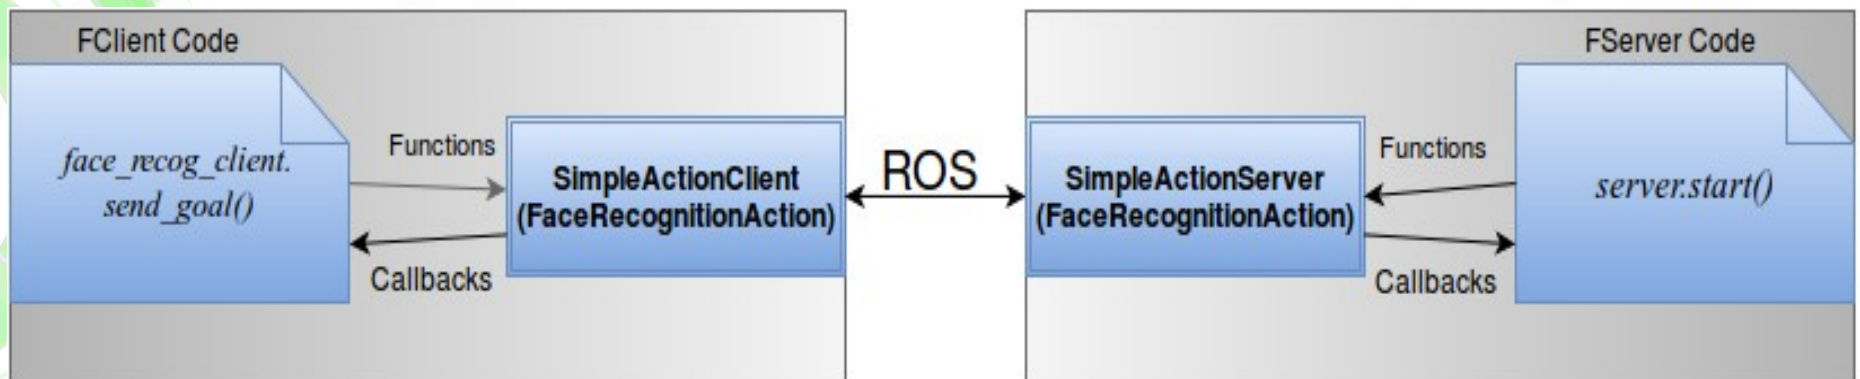 FClient Code
face_recog_client.
send_goal()
Functions
Callbacks
SimpleActionClient
(FaceRecognitionAction)
ROS
SimpleActionServer
(FaceRecognitionAction)
Functions
Callbacks
FServer Code
server.start()